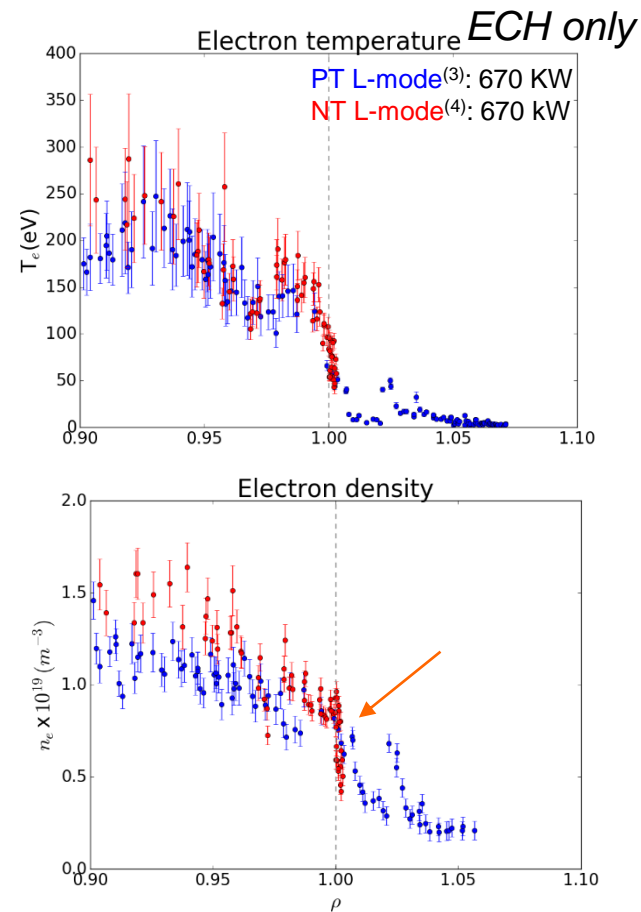 ECH only
Electron temperature
PT L-mode(3): 670 KW
NT L-mode(4): 670 kW
400
350
300
250
200
150
100
50
0
Te(eV)
0.90 0.95 1.00 1.05 1.10
Electron density
2.0
1.5
1.0
0.5
0.0
ne x 10^19 (m^-3)
0.90 0.95 1.00 1.05 1.10
ρ